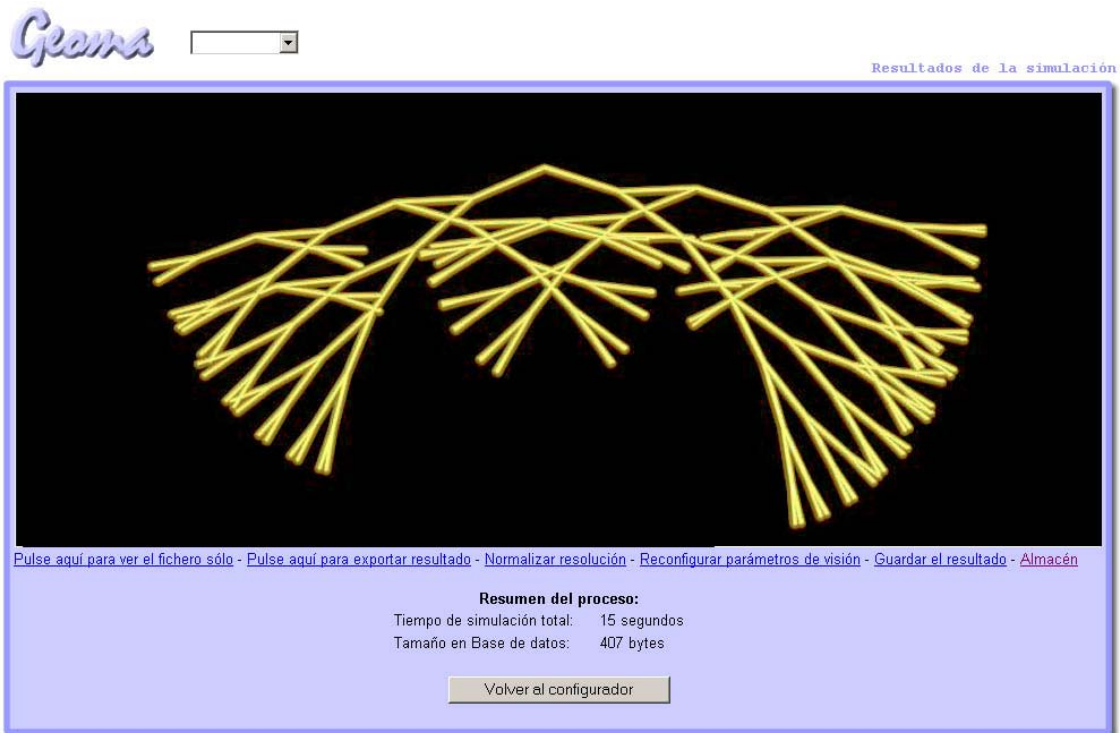 Geoma
Resultados de la simulación
Pulse aquí para ver el fichero sólo - Pulse aquí para exportar resultado - Normalizar resolución - Reconfigurar parámetros de visión - Guardar el resultado - Almacén
Resumen del proceso:
Tiempo de simulación total: 15 segundos
Tamaño en Base de datos: 407 bytes
Volver al configurador